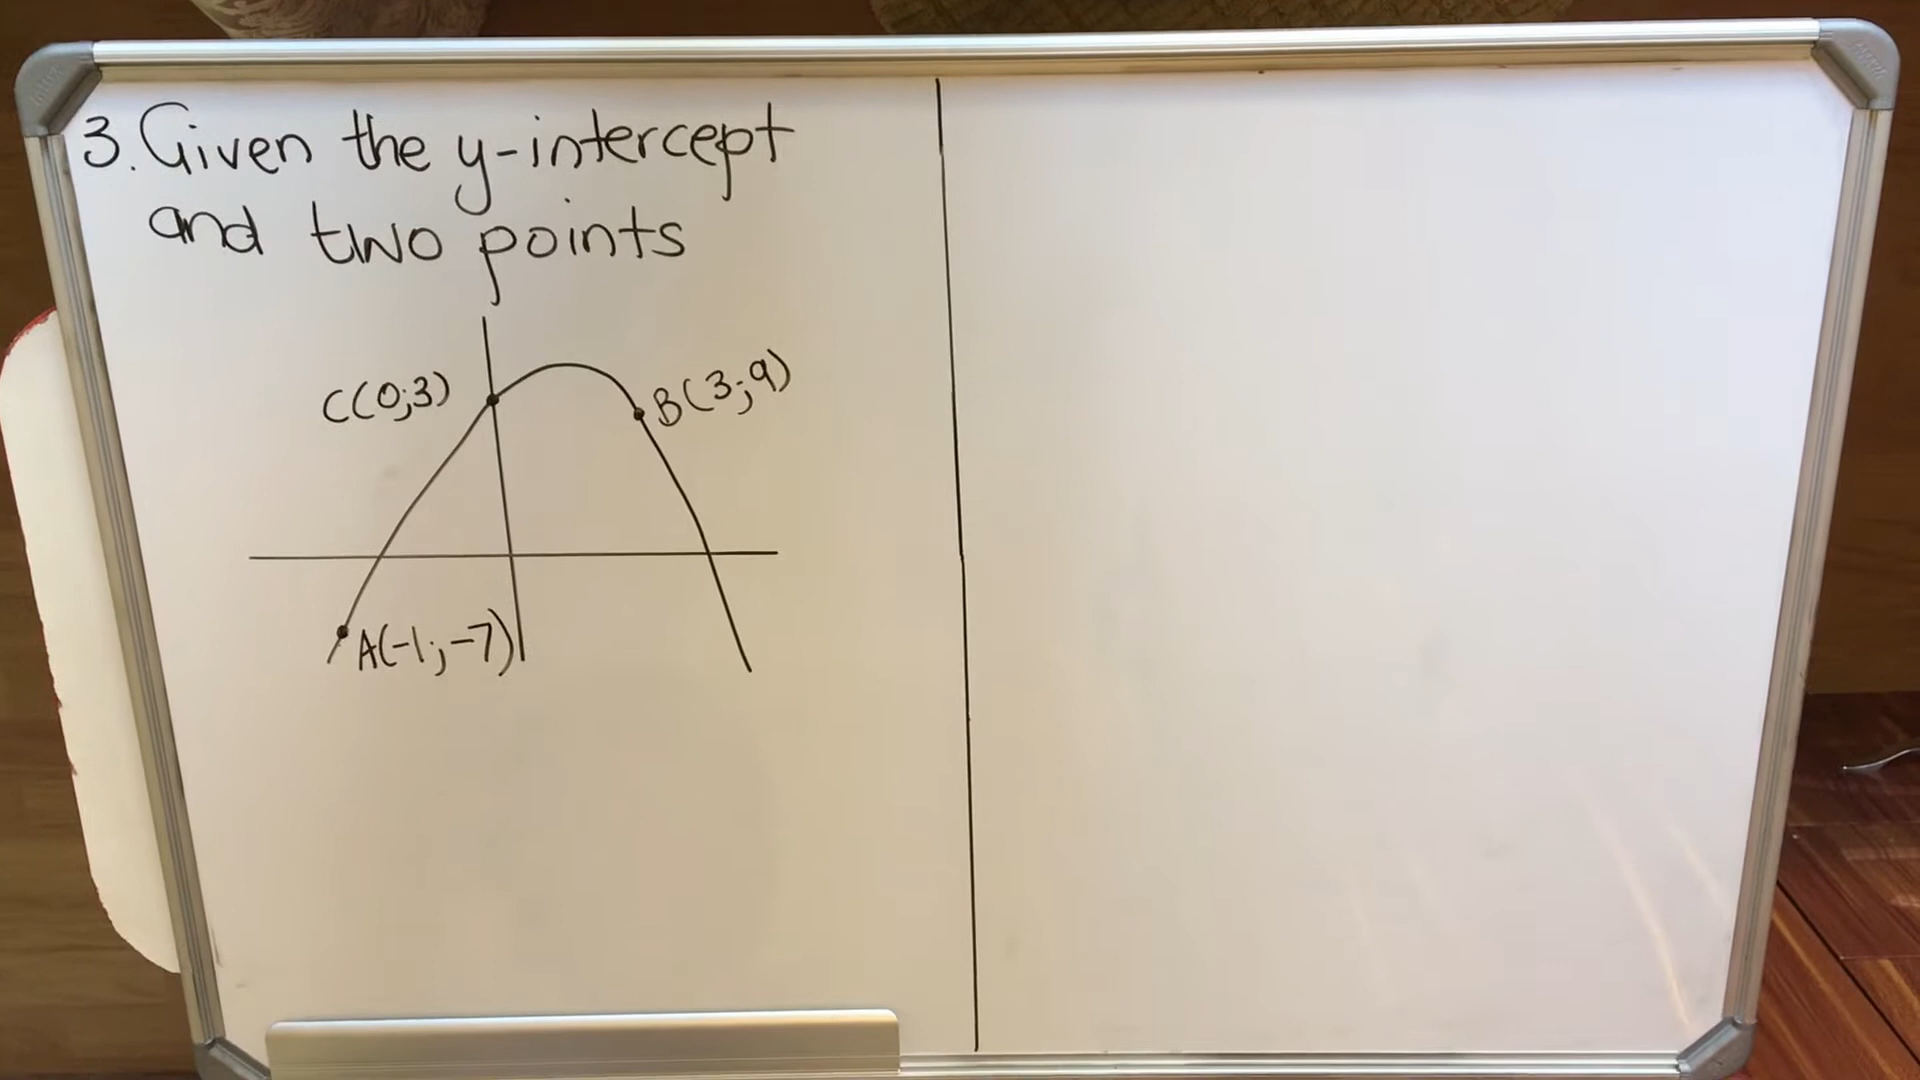 3. Given the y-intercept
and two points
C(0;3)
B(3;9)
A(-1;-7)